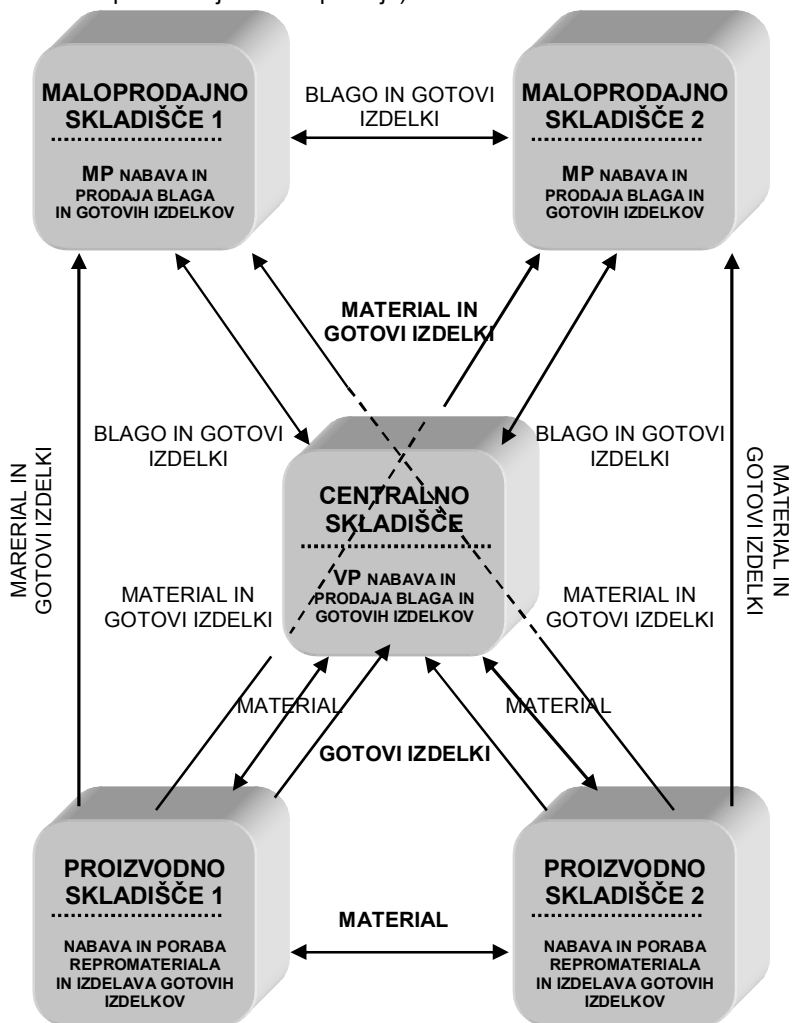 MALOPRODAJNO
SKLADIŠČE 1
MP NABAVA IN
PRODAJA BLAGA
IN GOTOVIH IZDELKOV
BLAGO IN GOTOVI
IZDELKI
MALOPRODAJNO
SKLADIŠČE 2
MP NABAVA IN
PRODAJA BLAGA IN
GOTOVIH IZDELKOV
MATERIAL IN
GOTOVI IZDELKI
BLAGO IN GOTOVI
IZDELKI
BLAGO IN GOTOVI
IZDELKI
MARERIAL IN
GOTOVI IZDELKI
MATERIAL IN
GOTOVI IZDELKI
CENTRALNO
SKLADIŠČE
VP NABAVA IN
PRODAJA BLAGA IN
GOTOVIH IZDELKOV
MATERIAL IN
GOTOVI IZDELKI
MATERIAL IN
GOTOVI IZDELKI
MATERIAL
MATERIAL
GOTOVI IZDELKI
PROIZVODNO
SKLADIŠČE 1
NABAVA IN PORABA
REPROMATERIALA
IN IZDELAVA GOTOVIH
IZDELKOV
MATERIAL
PROIZVODNO
SKLADIŠČE 2
NABAVA IN PORABA
REPROMATERIALA
IN IZDELAVA GOTOVIH
IZDELKOV